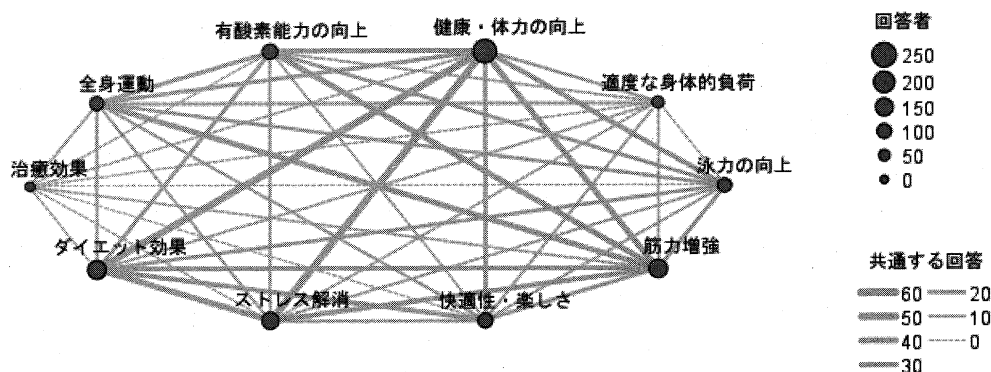 有酸素能力の向上
健康・体力の向上
全身運動
適度な身体的負荷
治癒効果
泳力の向上
ダイエット効果
筋力増強
ストレス解消
快適性・楽しさ
回答者
250
200
150
100
50
0
共通する回答
60 20
50 10
40 0
30